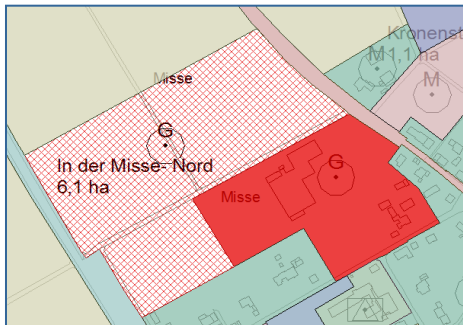 Kronenst
M 1,1 ha
M
Misse
G
In der Misse- Nord
6,1 ha
G
Misse